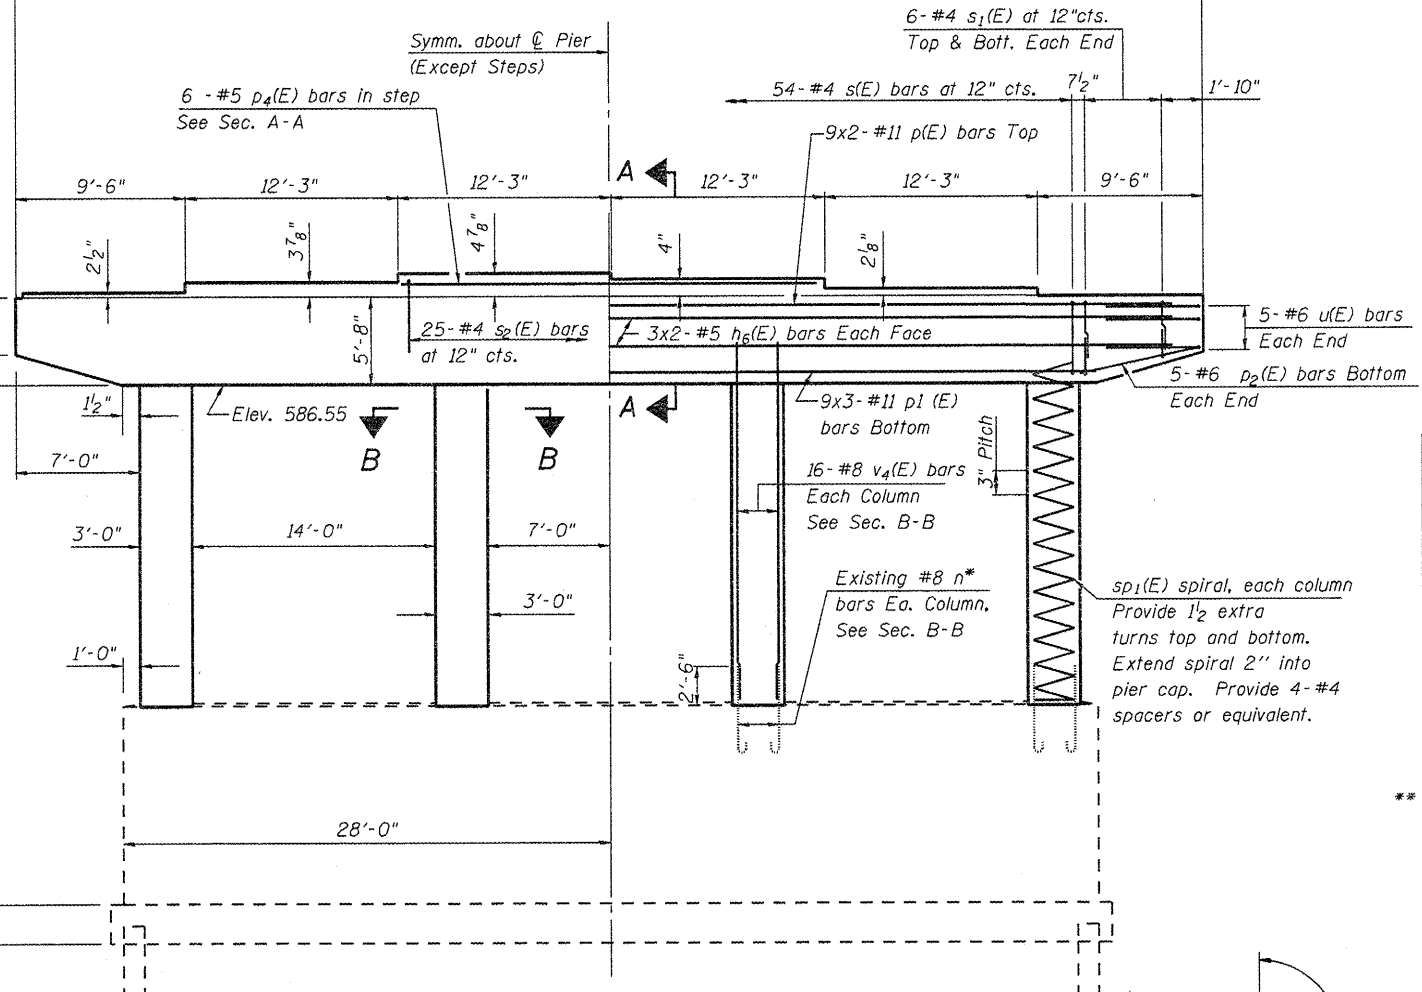 6-#4 s1(E) at 12"cts.
Top & Bott. Each End
Symm. about ℄ Pier
(Except Steps)
6 -#5 p4(E) bars in step
See Sec. A-A
54-#4 s(E) bars at 12" cts.
7½"
1'-10"
9x2-#11 p(E) bars Top
A
9'-6"
12'-3"
12'-3"
12'-3"
12'-3"
9'-6"
2½"
3⅞"
4⅞"
4"
2⅛"
5'-8"
25-#4 s2(E) bars
at 12" cts.
3x2-#5 h6(E) bars Each Face
5-#6 u(E) bars
Each End
5-#6 p2(E) bars Bottom
Each End
1½"
Elev. 586.55
A
9x3-#11 p1 (E)
bars Bottom
B
B
7'-0"
3" Pitch
16-#8 v4(E) bars
Each Column
See Sec. B-B
3'-0"
14'-0"
7'-0"
3'-0"
Existing #8 n*
bars Ea. Column.
See Sec. B-B
sp1(E) spiral, each column
Provide 1½ extra
turns top and bottom.
Extend spiral 2" into
pier cap. Provide 4-#4
spacers or equivalent.
1'-0"
2'-6"
**
28'-0"